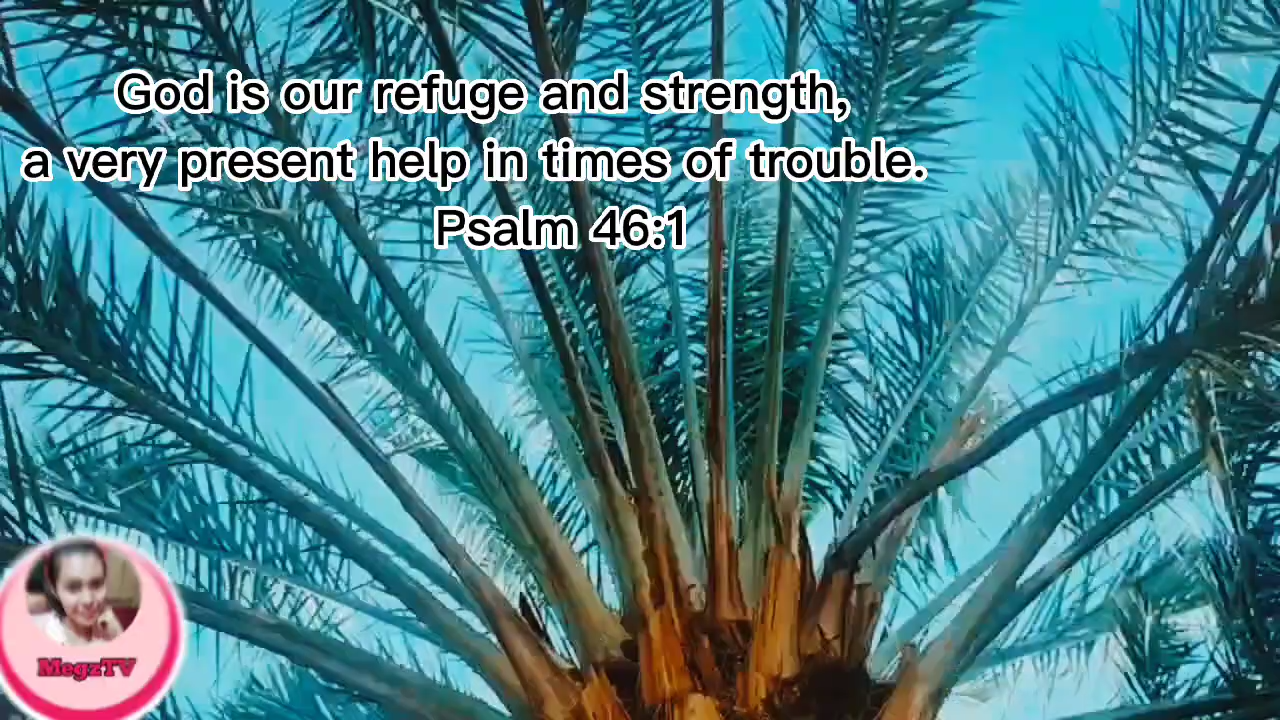 God is our refuge and strength,
a very present help in times of trouble.
Psalm 46:1
MegzTV